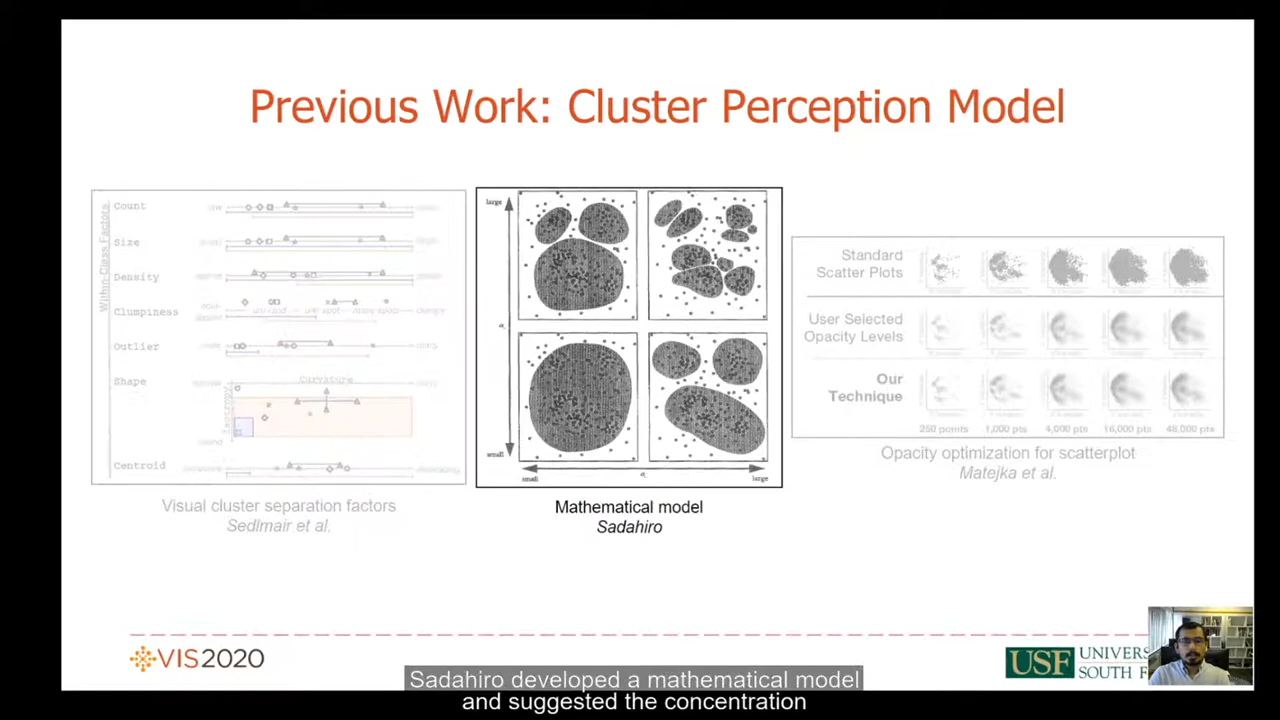 Previous Work: Cluster Perception Model
Within-Class Factors
Count
Size
Density
Clumpiness
Outlier
Shape
Curvature
Centroid
Visual cluster separation factors
Sedlmair et al.
large
small
small
large
Mathematical model
Sadahiro
Standard
Scatter Plots
User Selected
Opacity Levels
Our
Technique
250 points
1,000 pts
4,000 pts
16,000 pts
48,000 pts
Opacity optimization for scatterplot
Matejka et al.
VIS2020
USF
UNIVERS
SOUTH F
Sadahiro developed a mathematical model
and suggested the concentration